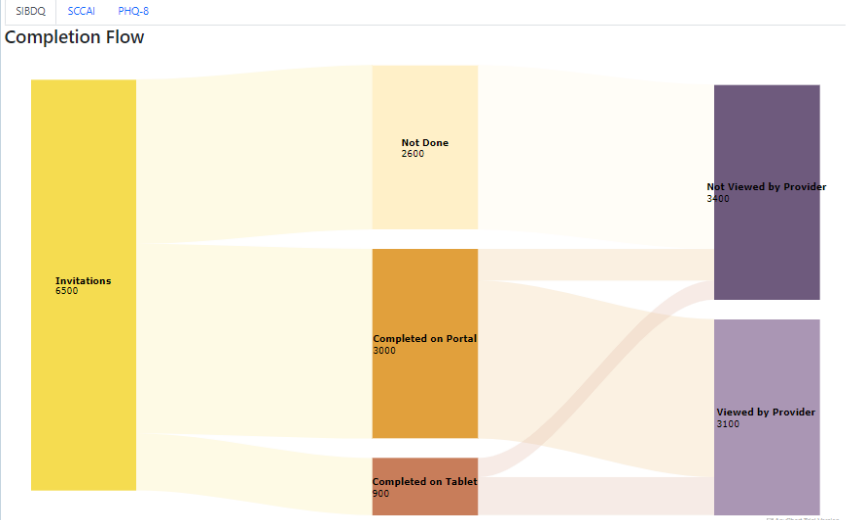 SIBDQ SCCAI PHQ-8
Completion Flow
Not Done
2600
Not Viewed by Provider
3400
Invitations
6500
Completed on Portal
3000
Viewed by Provider
3100
Completed on Tablet
900